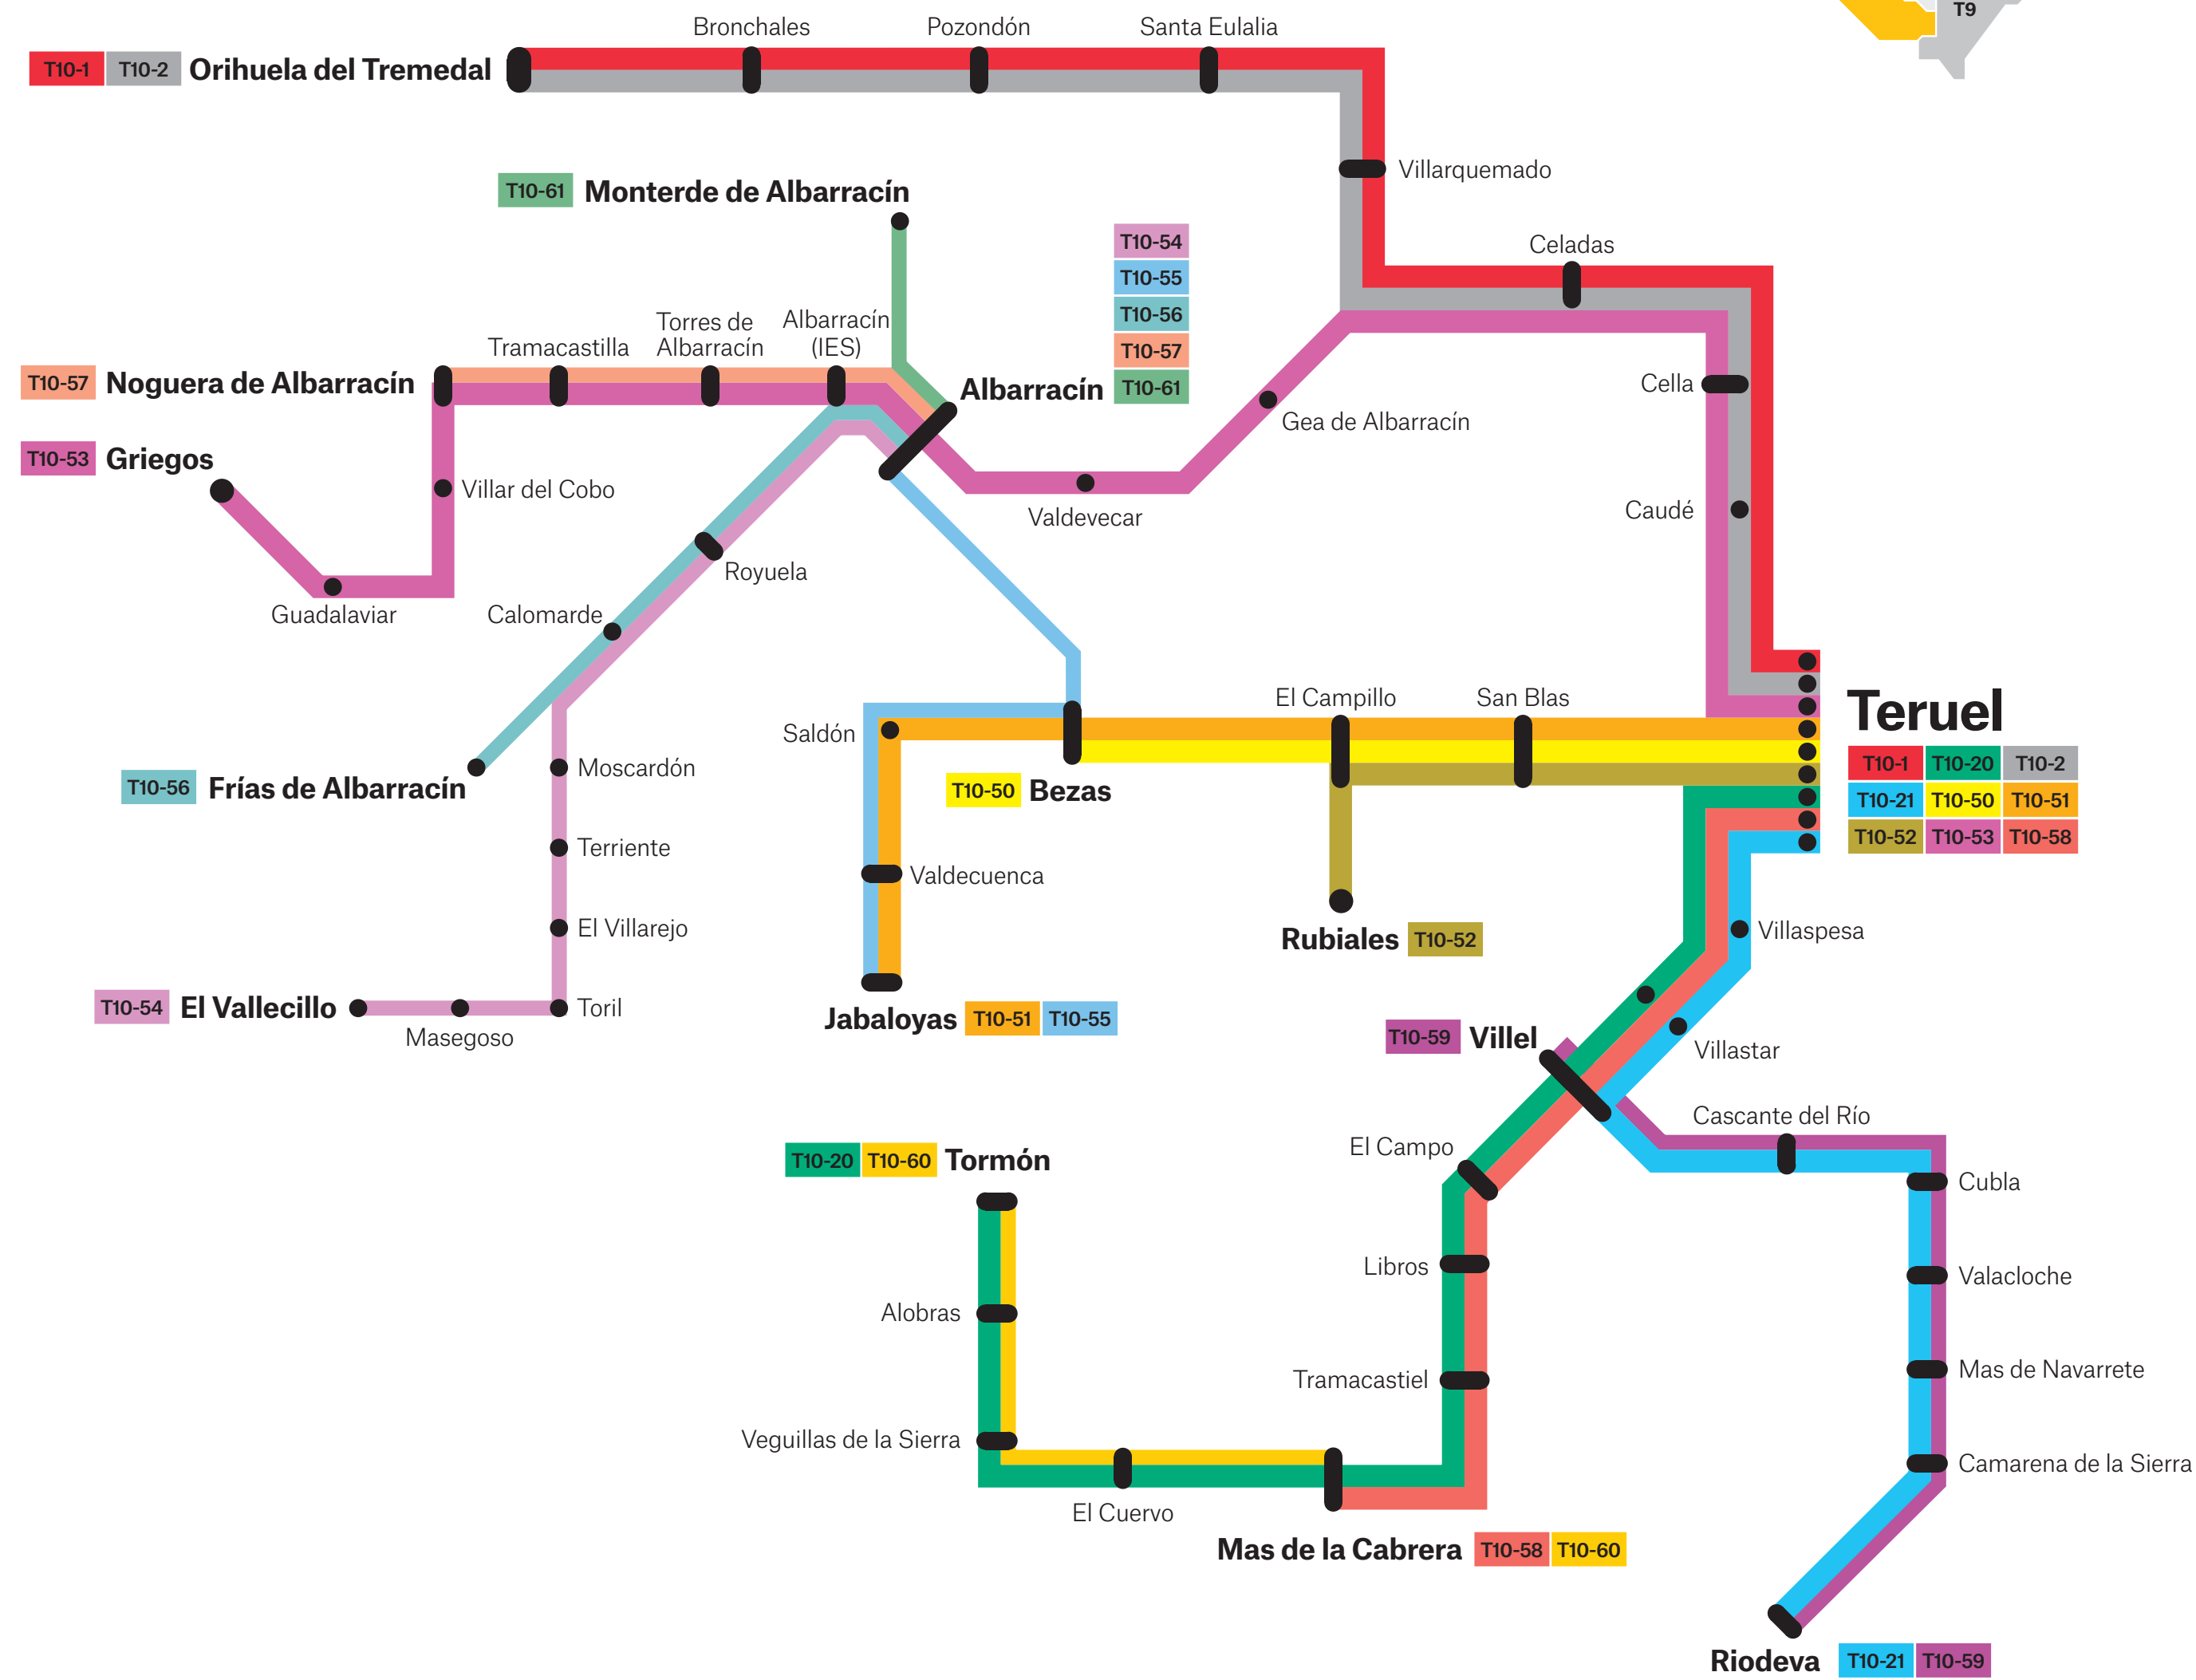 T9
Bronchales
Pozondón
Santa Eulalia
T10-1 T10-2 Orihuela del Tremedal
Villarquemado
T10-61 Monterde de Albarracín
T10-54
T10-55
T10-56
T10-57
T10-61
Albarracín
Celadas
Tramacastilla
Torres de
Albarracín
Albarracín
(IES)
T10-57 Noguera de Albarracín
Cella
Gea de Albarracín
T10-53 Griegos
Villar del Cobo
Valdevecar
Caudé
Royuela
Guadalaviar
Calomarde
Saldón
El Campillo
San Blas
Teruel
T10-1 T10-20 T10-2
T10-21 T10-50 T10-51
T10-52 T10-53 T10-58
Moscardón
T10-56 Frías de Albarracín
T10-50 Bezas
Terriente
Valdecuenca
El Villarejo
Rubiales T10-52
Villaspesa
T10-54 El Vallecillo
Toril
Masegoso
Jabaloyas T10-51 T10-55
T10-59 Villel
Villastar
Cascante del Río
El Campo
T10-20 T10-60 Tormón
Cubla
Libros
Valacloche
Alobras
Tramacastiel
Mas de Navarrete
Veguillas de la Sierra
Camarena de la Sierra
El Cuervo
Mas de la Cabrera T10-58 T10-60
Riodeva T10-21 T10-59